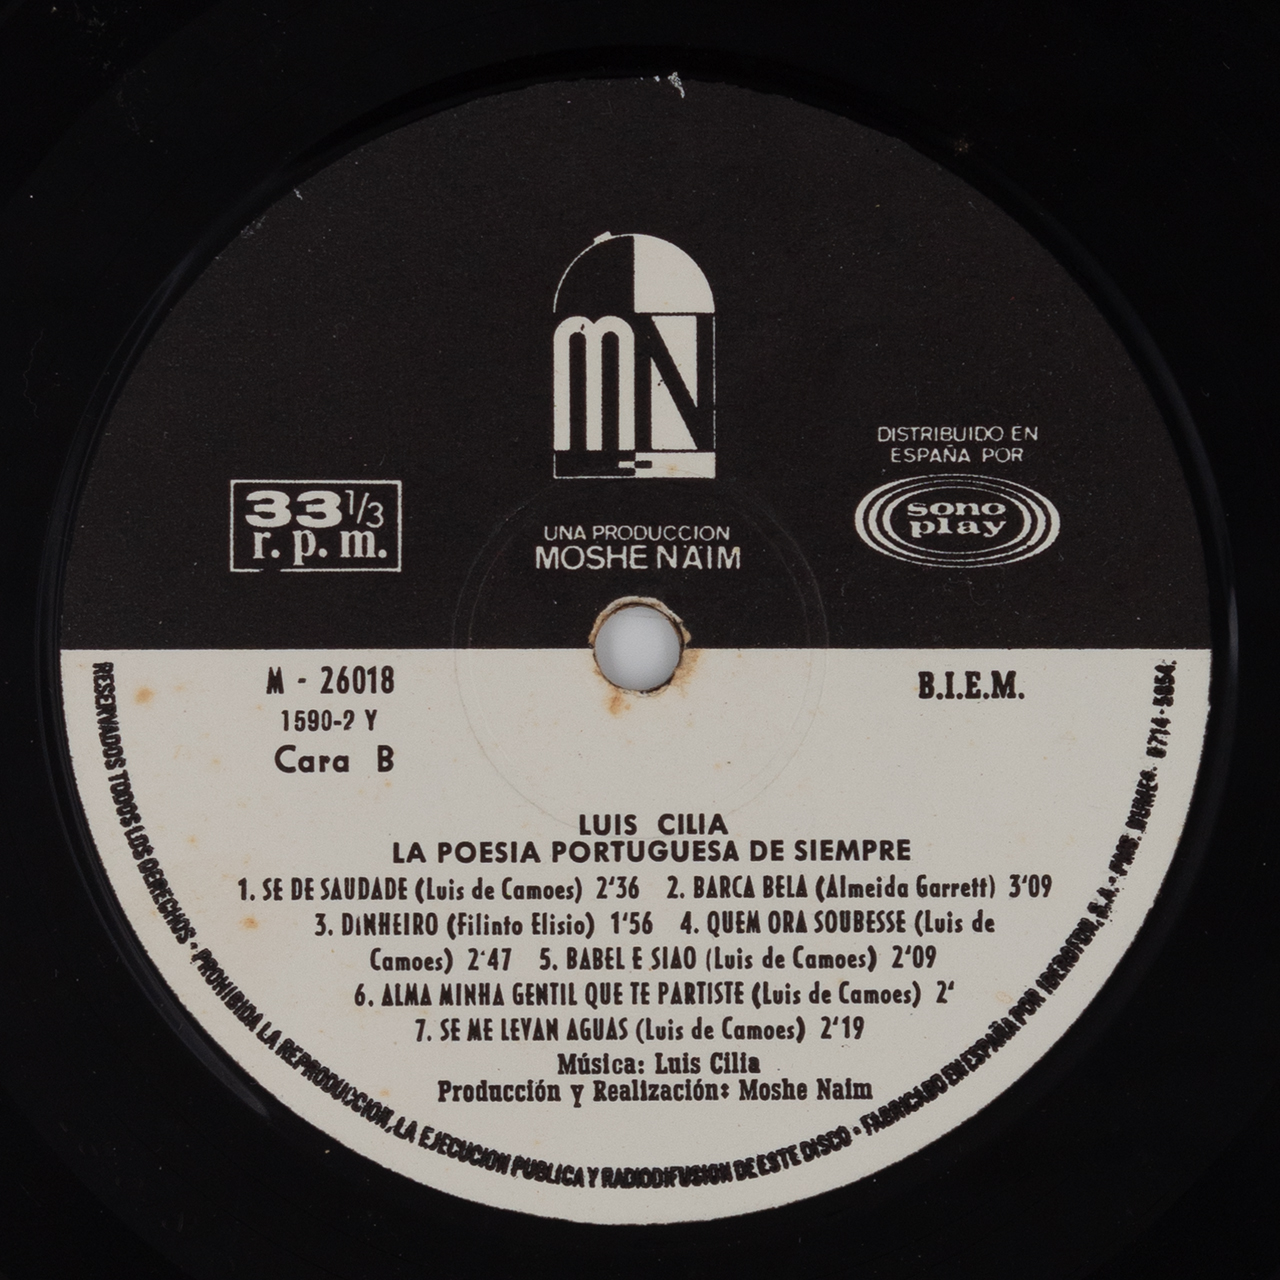 MN
DISTRIBUIDO EN
ESPAÑA POR
sono
play
33 1/3
r. p. m.
UNA PRODUCCION
MOSHE NAÏM
M - 26018
1590-2 Y
Cara B
B.I.E.M.
LUIS CILIA
LA POESIA PORTUGUESA DE SIEMPRE
1. SE DE SAUDADE (Luis de Camoes) 2'36 2. BARCA BELA (Almeida Garrett) 3'09
3. DINHEIRO (Filinto Elisio) 1'56 4. QUEM ORA SOUBESSE (Luis de
Camoes) 2'47 5. BABEL E SIAO (Luis de Camoes) 2'09
6. ALMA MINHA GENTIL QUE TE PARTISTE (Luis de Camoes) 2'
7. SE ME LEVAN AGUAS (Luis de Camoes) 2'19
Música: Luis Cilia
Producción y Realización: Moshe Naim
RESERVADOS TODOS LOS DERECHOS · PROHIBIDA LA REPRODUCCION, LA EJECUCION PUBLICA Y RADIODIFUSION DE ESTE DISCO · FABRICADO EN ESPAÑA POR IBEROFON, S.A.